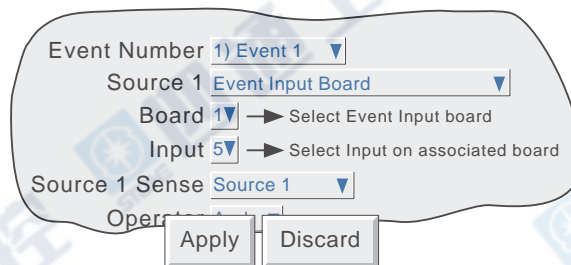 Event Number 1) Event 1
Source 1 Event Input Board
Board 1 Select Event Input board
Input 5 Select Input on associated board
Source 1 Sense Source 1
Operator
Apply Discard